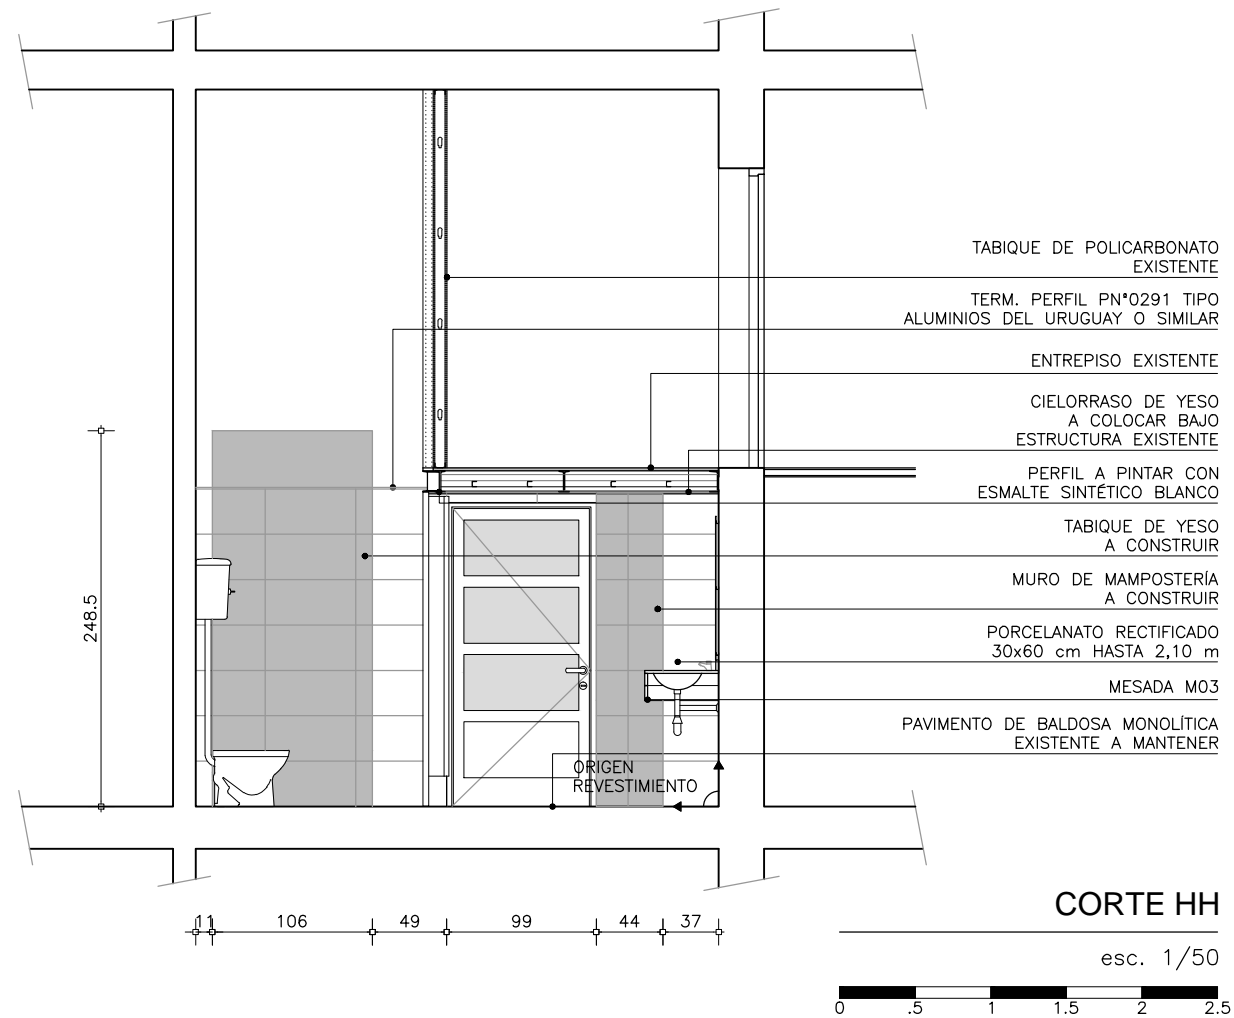 TABIQUE DE POLICARBONATO
EXISTENTE
TERM. PERFIL PN°0291 TIPO
ALUMINIOS DEL URUGUAY O SIMILAR
ENTREPISO EXISTENTE
CIELORRASO DE YESO
A COLOCAR BAJO
ESTRUCTURA EXISTENTE
PERFIL A PINTAR CON
ESMALTE SINTÉTICO BLANCO
TABIQUE DE YESO
A CONSTRUIR
MURO DE MAMPOSTERÍA
A CONSTRUIR
PORCELANATO RECTIFICADO
30x60 cm HASTA 2,10 m
MESADA M03
PAVIMENTO DE BALDOSA MONOLÍTICA
EXISTENTE A MANTENER
248.5
ORIGEN
REVESTIMIENTO
11 106 49 99 44 37
CORTE HH
esc. 1/50
0 .5 1 1.5 2 2.5